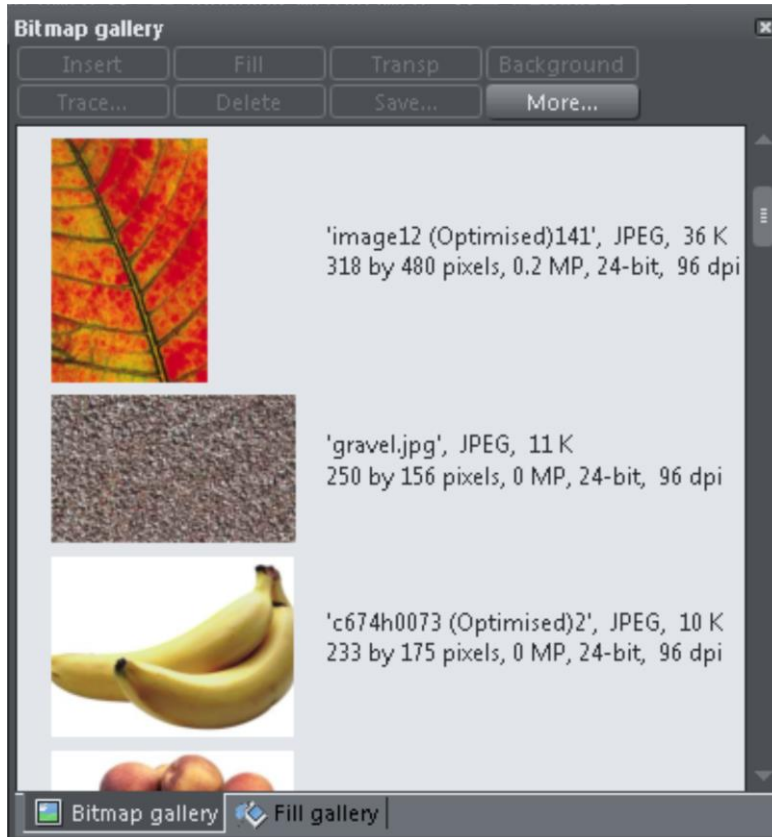 Bitmap gallery
Insert Fill Transp Background
Trace... Delete Save... More...
'image12 (Optimised)141', JPEG, 36 K
318 by 480 pixels, 0.2 MP, 24-bit, 96 dpi
'gravel.jpg', JPEG, 11 K
250 by 156 pixels, 0 MP, 24-bit, 96 dpi
'c674h0073 (Optimised)2', JPEG, 10 K
233 by 175 pixels, 0 MP, 24-bit, 96 dpi
Bitmap gallery Fill gallery